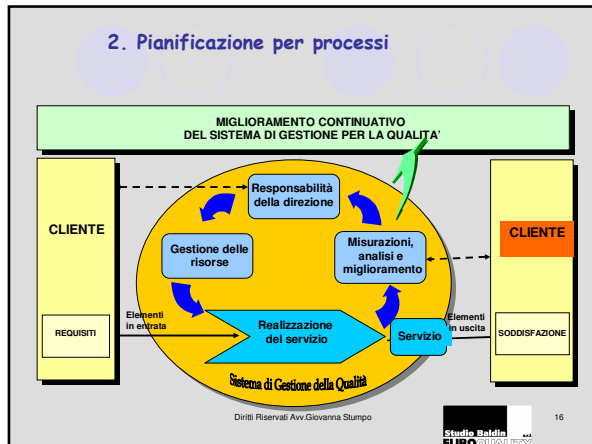 2. Pianificazione per processi
MIGLIORAMENTO CONTINUATIVO
DEL SISTEMA DI GESTIONE PER LA QUALITA'
CLIENTE
REQUISITI
Elementi
in entrata
Responsabilità
della direzione
Gestione delle
risorse
Misurazioni,
analisi e
miglioramento
Realizzazione
del servizio
Servizio
Elementi
in uscita
CLIENTE
SODDISFAZIONE
Sistema di Gestione della Qualità
Diritti Riservati Avv.Giovanna Stumpo
Studio Baldin s.r.l.
EUROQUALITY
16